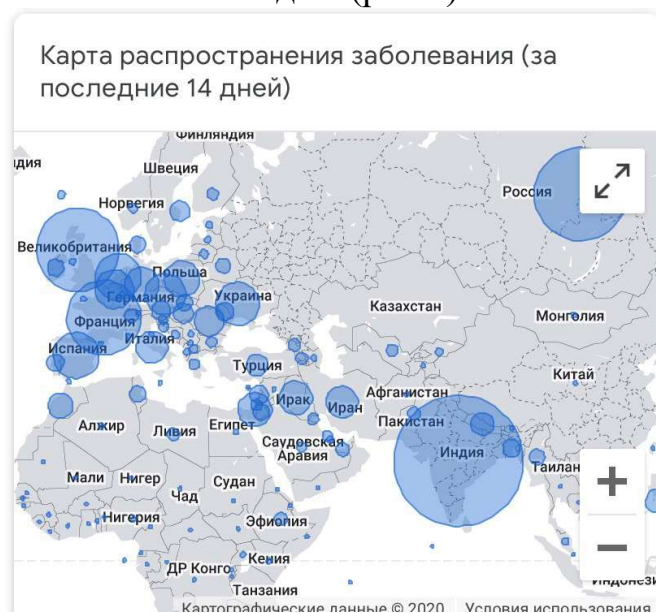 Карта распространения заболевания (за
последние 14 дней)
Финляндия
Швеция
Норвегия
Россия
Великобритания
Польша
Германия
Украина
Казахстан
Франция
Монголия
Италия
Испания
Турция
Китай
Афганистан
Ирак
Иран
Алжир
Ливия
Египет
Пакистан
Саудовская
Аравия
Индия
Таилан
Мали
Нигер
Судан
Чад
Нигерия
Эфиопия
Кения
ДР Конго
Танзания
Картографические данные © 2020
Условия использования